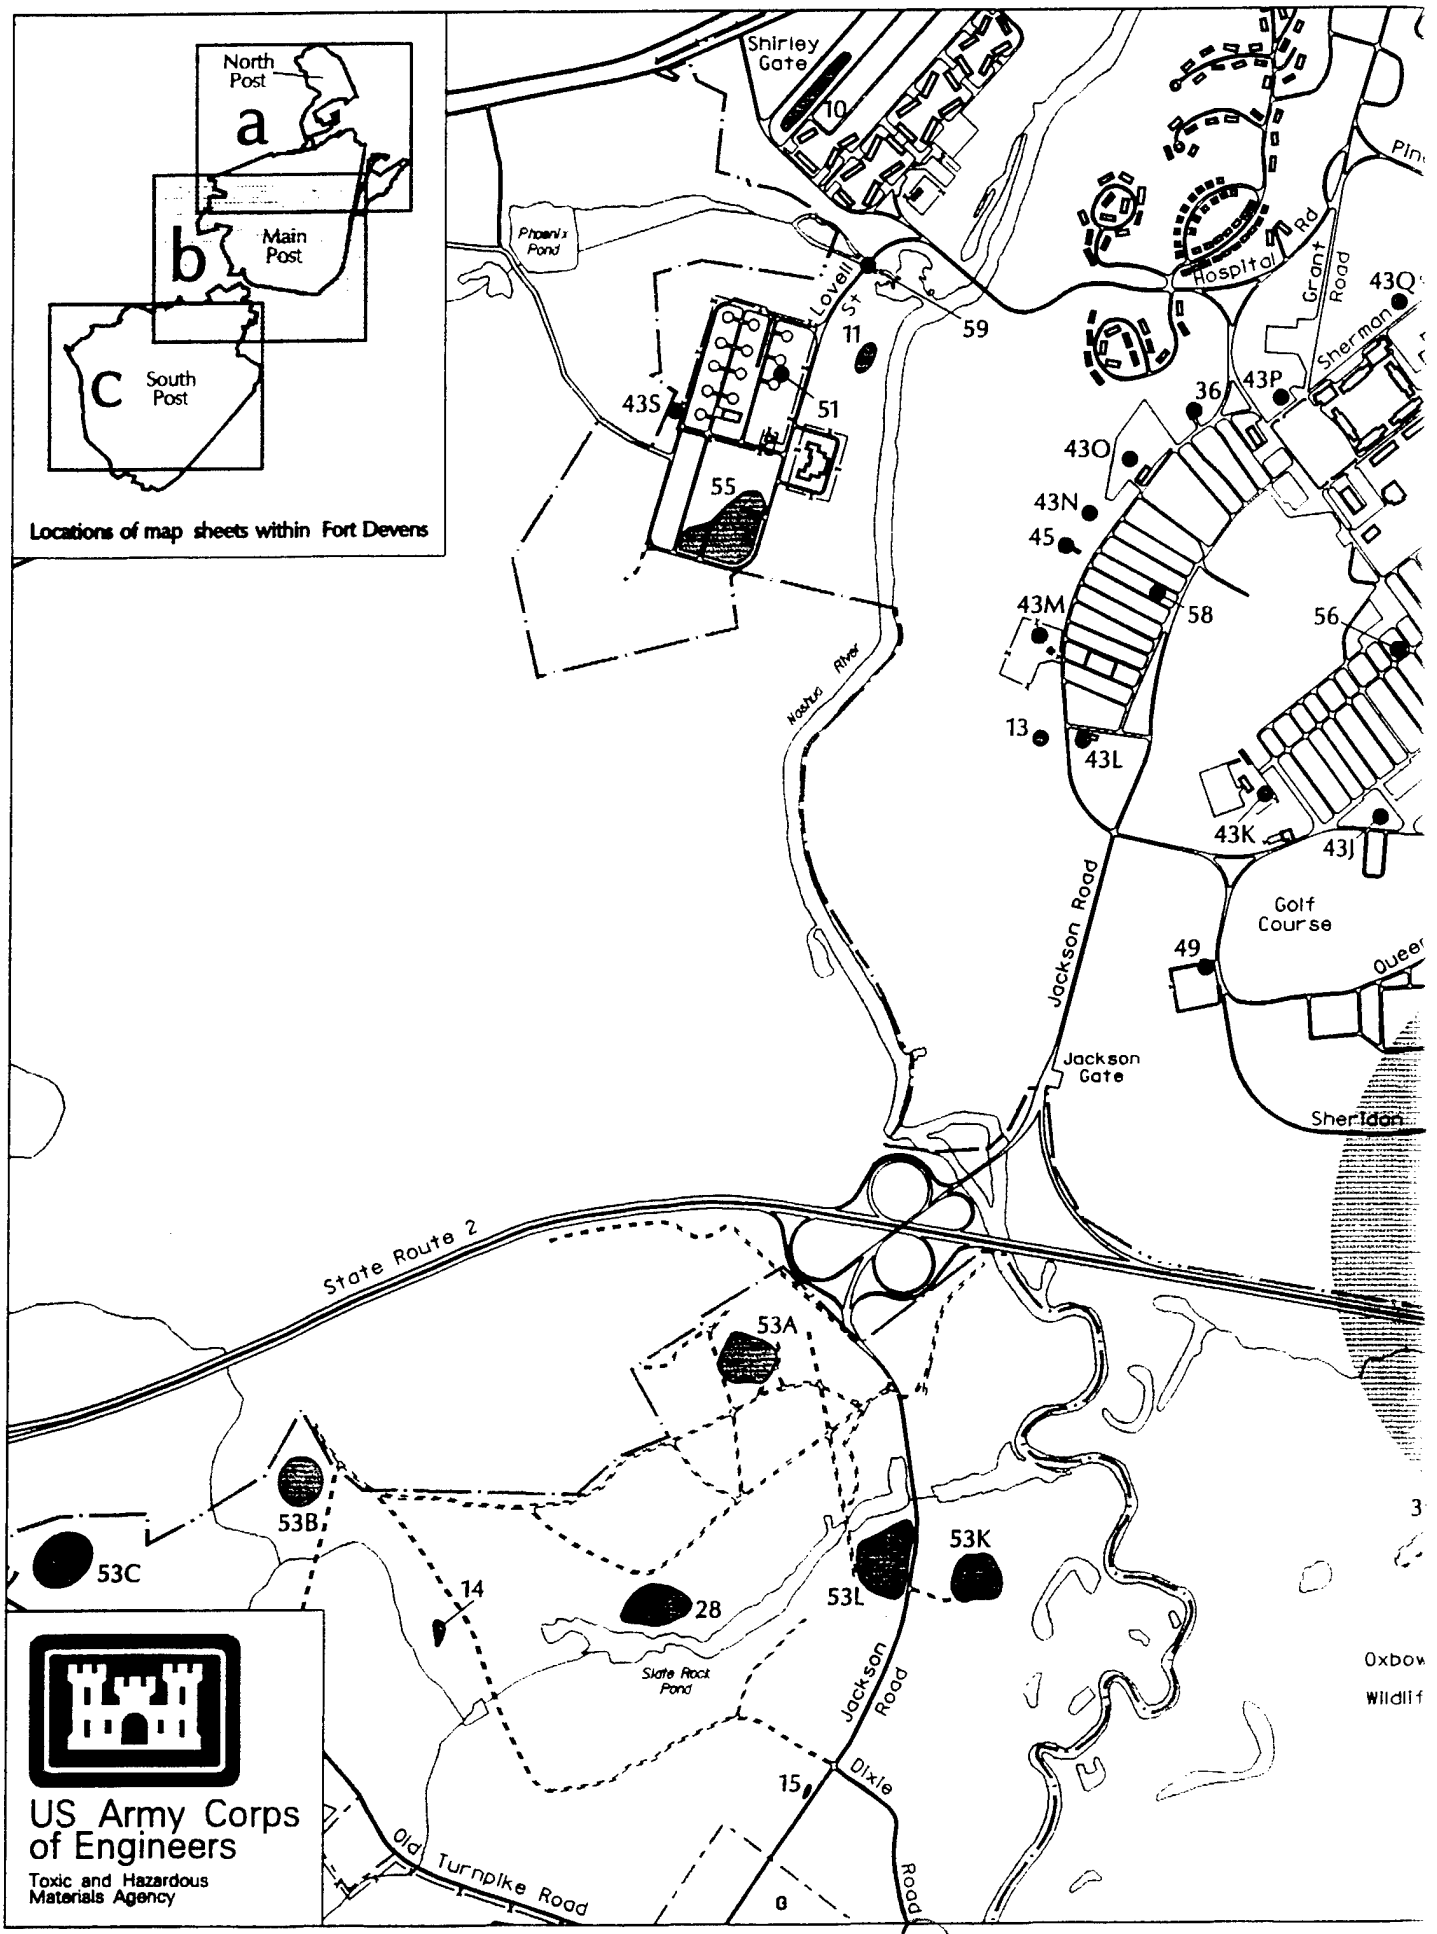 North
Post
a
b
Main
Post
C
South
Post
Locations of map sheets within Fort Devens
Shirley
Gate
10
Phoenix
Pond
Lovell
St
59
11
51
43S
55
Hospital
Rd
Grant
Road
43Q
Sherman
43P
36
43O
43N
45
43M
58
56
13
43L
43K
43J
Nashua River
Golf
Course
49
Jackson Road
Jackson
Gate
Sheridan
State Route 2
53A
53B
53C
14
28
53L
53K
Slate Rock
Pond
Jackson
Road
15
Dixie
Road
Old Turnpike Road
B
US Army Corps
of Engineers
Toxic and Hazardous
Materials Agency